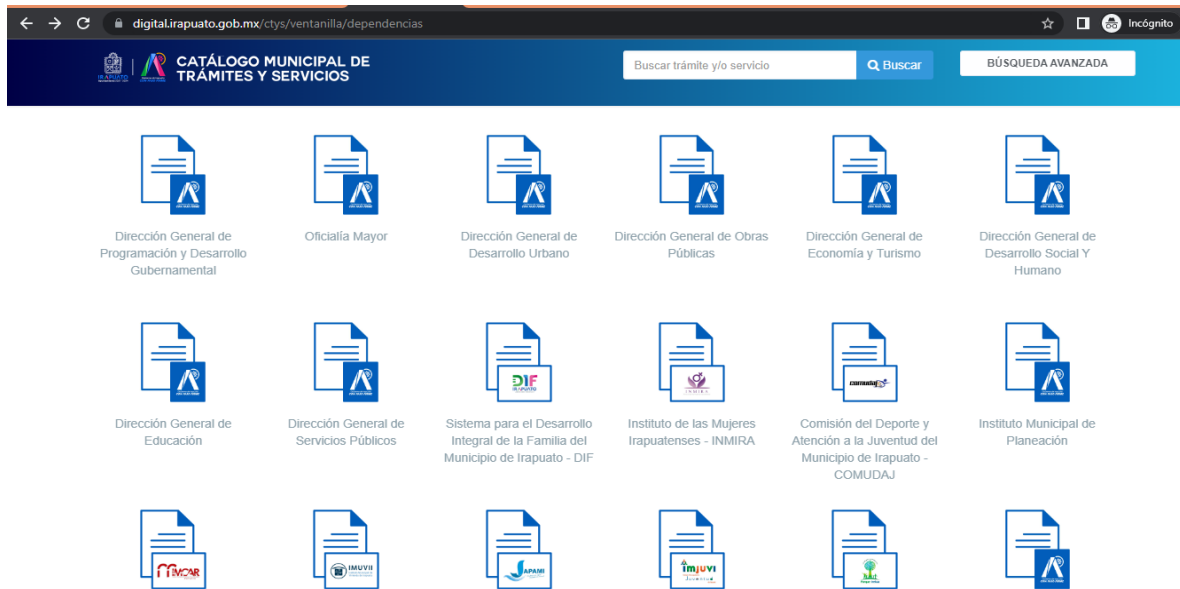 digital.irapuato.gob.mx/ctys/ventanilla/dependencias
Incógnito
IRAPUATO
CATÁLOGO MUNICIPAL DE
TRÁMITES Y SERVICIOS
Buscar trámite y/o servicio
Buscar
BÚSQUEDA AVANZADA
Dirección General de
Programación y Desarrollo
Gubernamental
Oficialía Mayor
Dirección General de
Desarrollo Urbano
Dirección General de Obras
Públicas
Dirección General de
Economía y Turismo
Dirección General de
Desarrollo Social Y
Humano
DIF
IRAPUATO
INMIRA
comudaj
Dirección General de
Educación
Dirección General de
Servicios Públicos
Sistema para el Desarrollo
Integral de la Familia del
Municipio de Irapuato - DIF
Instituto de las Mujeres
Irapuatenses - INMIRA
Comisión del Deporte y
Atención a la Juventud del
Municipio de Irapuato -
COMUDAJ
Instituto Municipal de
Planeación
IMUVII
JAPAMI
imjuvi